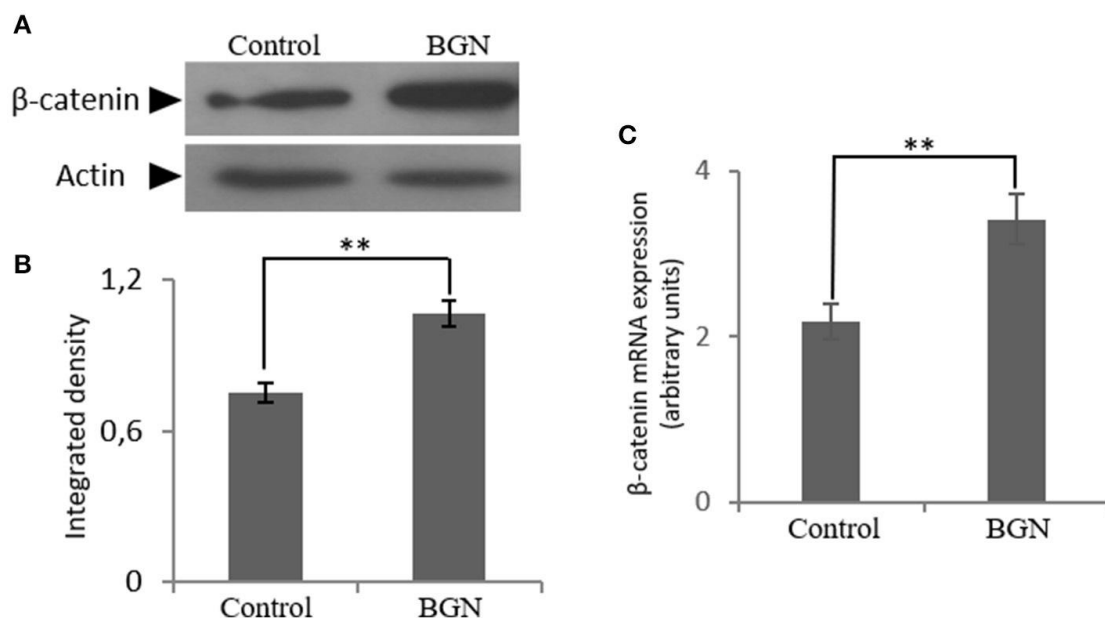 A
Control BGN
β-catenin
Actin
B
**
1,2
0,6
0
Integrated density
Control BGN
C
**
4
2
0
β-catenin mRNA expression
(arbitrary units)
Control BGN